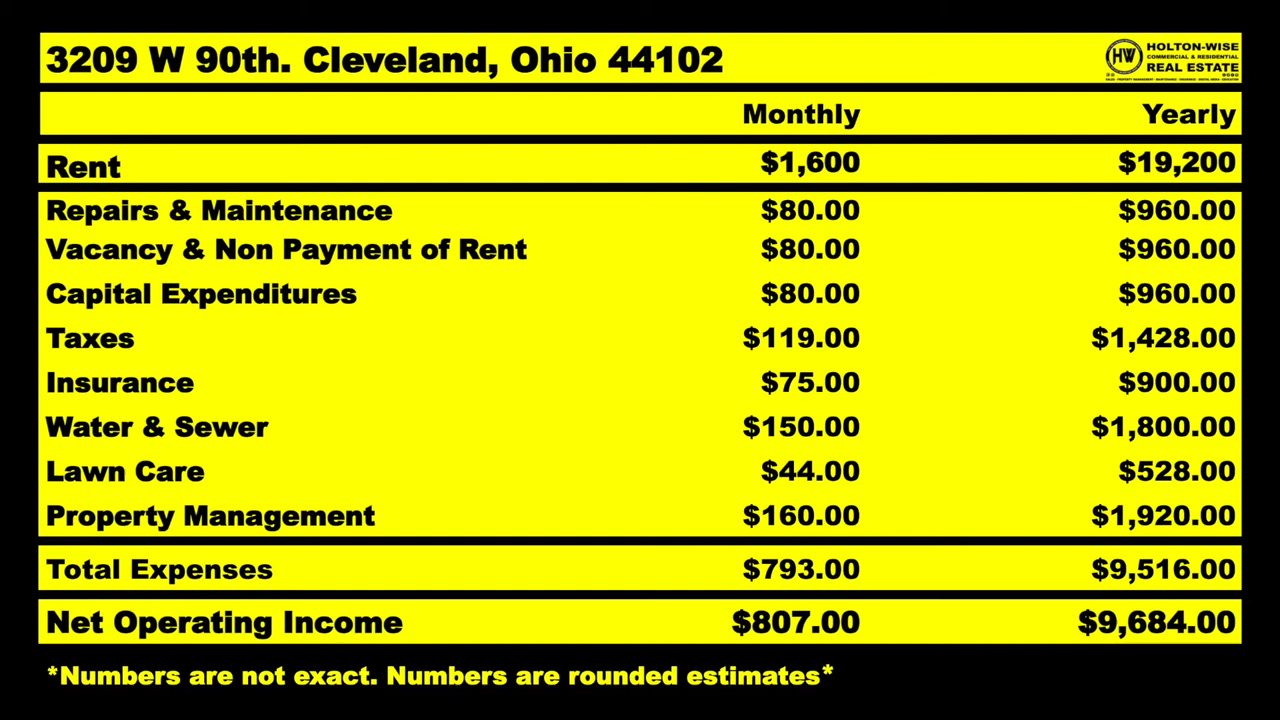 3209 W 90th. Cleveland, Ohio 44102
HW
HOLTON-WISE
COMMERCIAL & RESIDENTIAL
REAL ESTATE
Monthly Yearly
Rent $1,600 $19,200
Repairs & Maintenance $80.00 $960.00
Vacancy & Non Payment of Rent $80.00 $960.00
Capital Expenditures $80.00 $960.00
Taxes $119.00 $1,428.00
Insurance $75.00 $900.00
Water & Sewer $150.00 $1,800.00
Lawn Care $44.00 $528.00
Property Management $160.00 $1,920.00
Total Expenses $793.00 $9,516.00
Net Operating Income $807.00 $9,684.00
*Numbers are not exact. Numbers are rounded estimates*